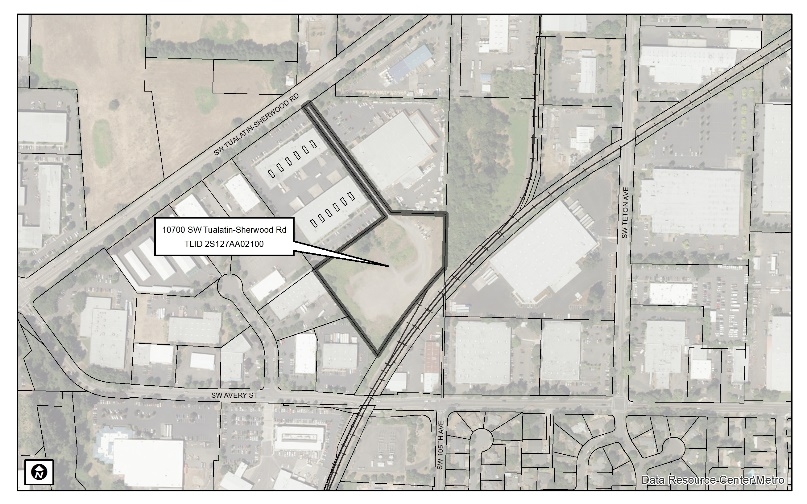 SW TUALATIN-SHERWOOD RD
10700 SW Tualatin-Sherwood Rd
TLID 2S127AA02100
SW TETON AVE
SW AVERY ST
SW 105TH AVE
N
Data Resource Center/Metro